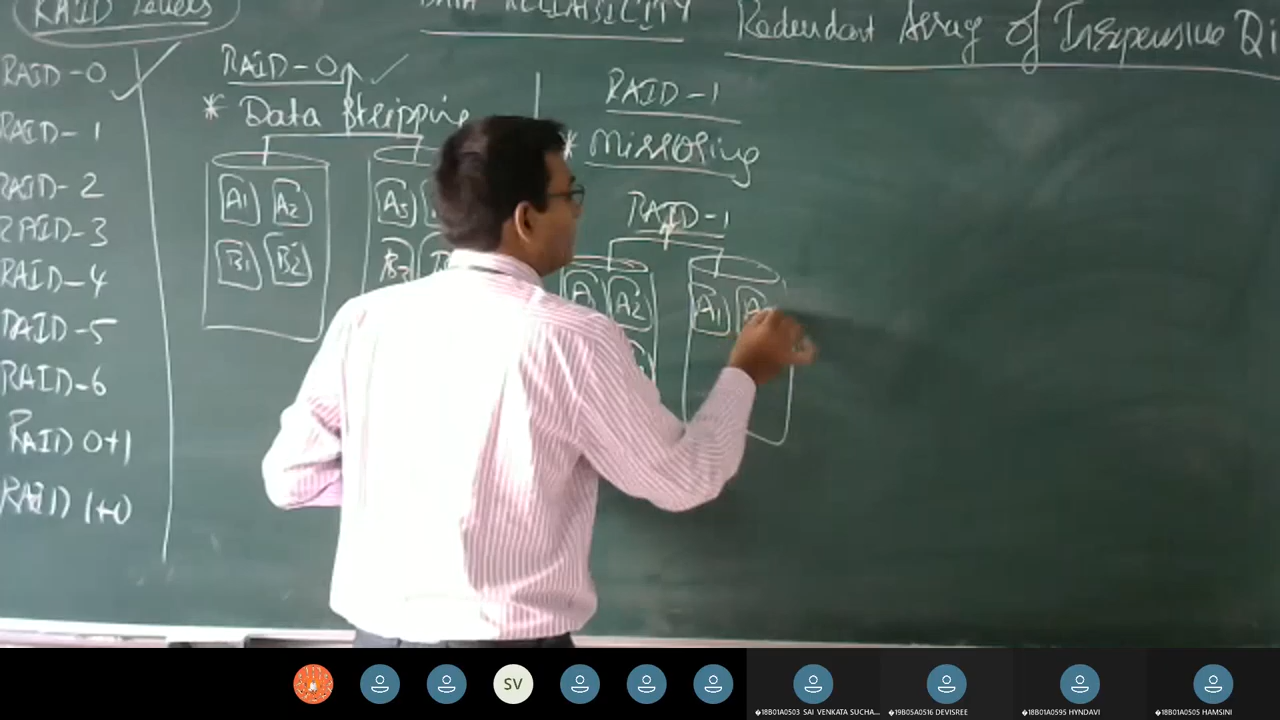 RAID levels
DATA RELIABILITY
Redundant Array of Inexpensive Di
RAID-0
RAID-1
RAID-2
RAID-3
RAID-4
RAID-5
RAID-6
RAID 0+1
RAID 1+0
RAID-0
* Data Stripping
A1 A2 A3
B1 B2 B3
RAID-1
* Mirroring
RAID-1
A1 A2 A1
SV
18B01A0503 SAI VENKATA SUCHA...
19B05A0516 DEVISREE
18B01A0595 HYNDAVI
18B01A0505 HAMSINI